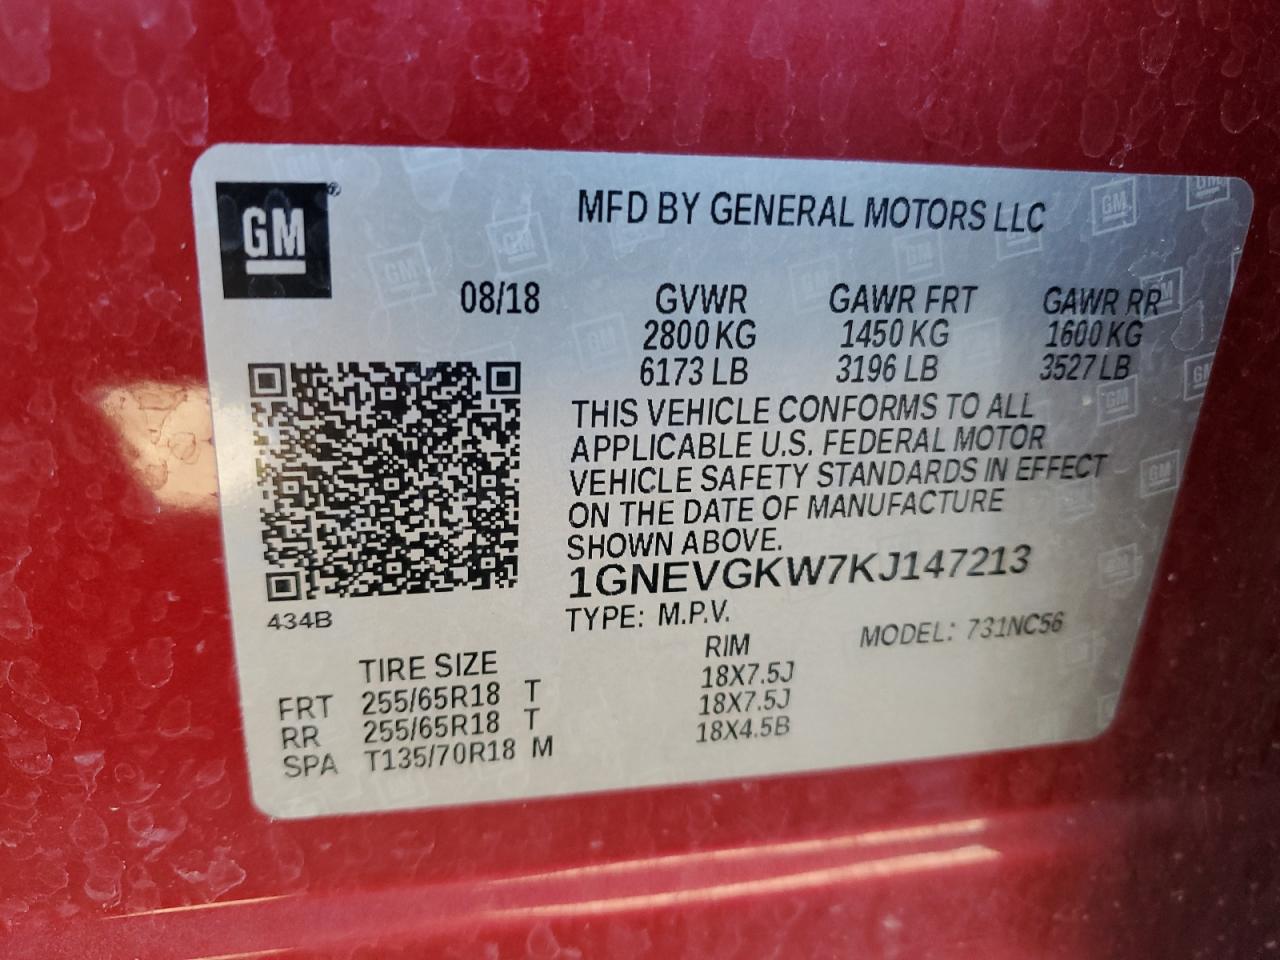 GM®
MFD BY GENERAL MOTORS LLC
08/18 GVWR GAWR FRT GAWR RR
2800 KG 1450 KG 1600 KG
6173 LB 3196 LB 3527 LB
THIS VEHICLE CONFORMS TO ALL
APPLICABLE U.S. FEDERAL MOTOR
VEHICLE SAFETY STANDARDS IN EFFECT
ON THE DATE OF MANUFACTURE
SHOWN ABOVE.
1GNEVGKW7KJ147213
434B
TYPE: M.P.V.
MODEL: 731NC56
TIRE SIZE RIM
FRT 255/65R18 T 18X7.5J
RR 255/65R18 T 18X7.5J
SPA T135/70R18 M 18X4.5B